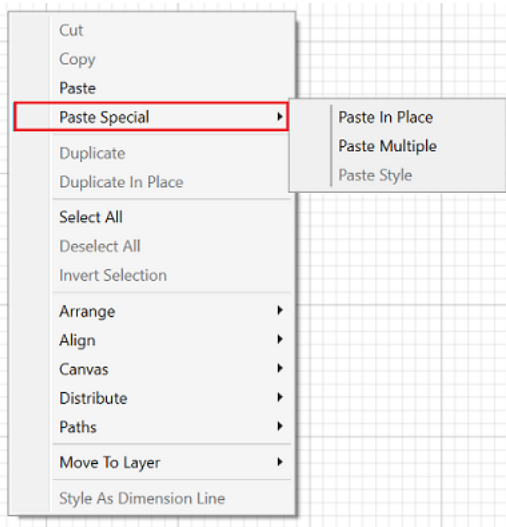 Cut
Copy
Paste
Paste Special
Paste In Place
Paste Multiple
Paste Style
Duplicate
Duplicate In Place
Select All
Deselect All
Invert Selection
Arrange
Align
Canvas
Distribute
Paths
Move To Layer
Style As Dimension Line